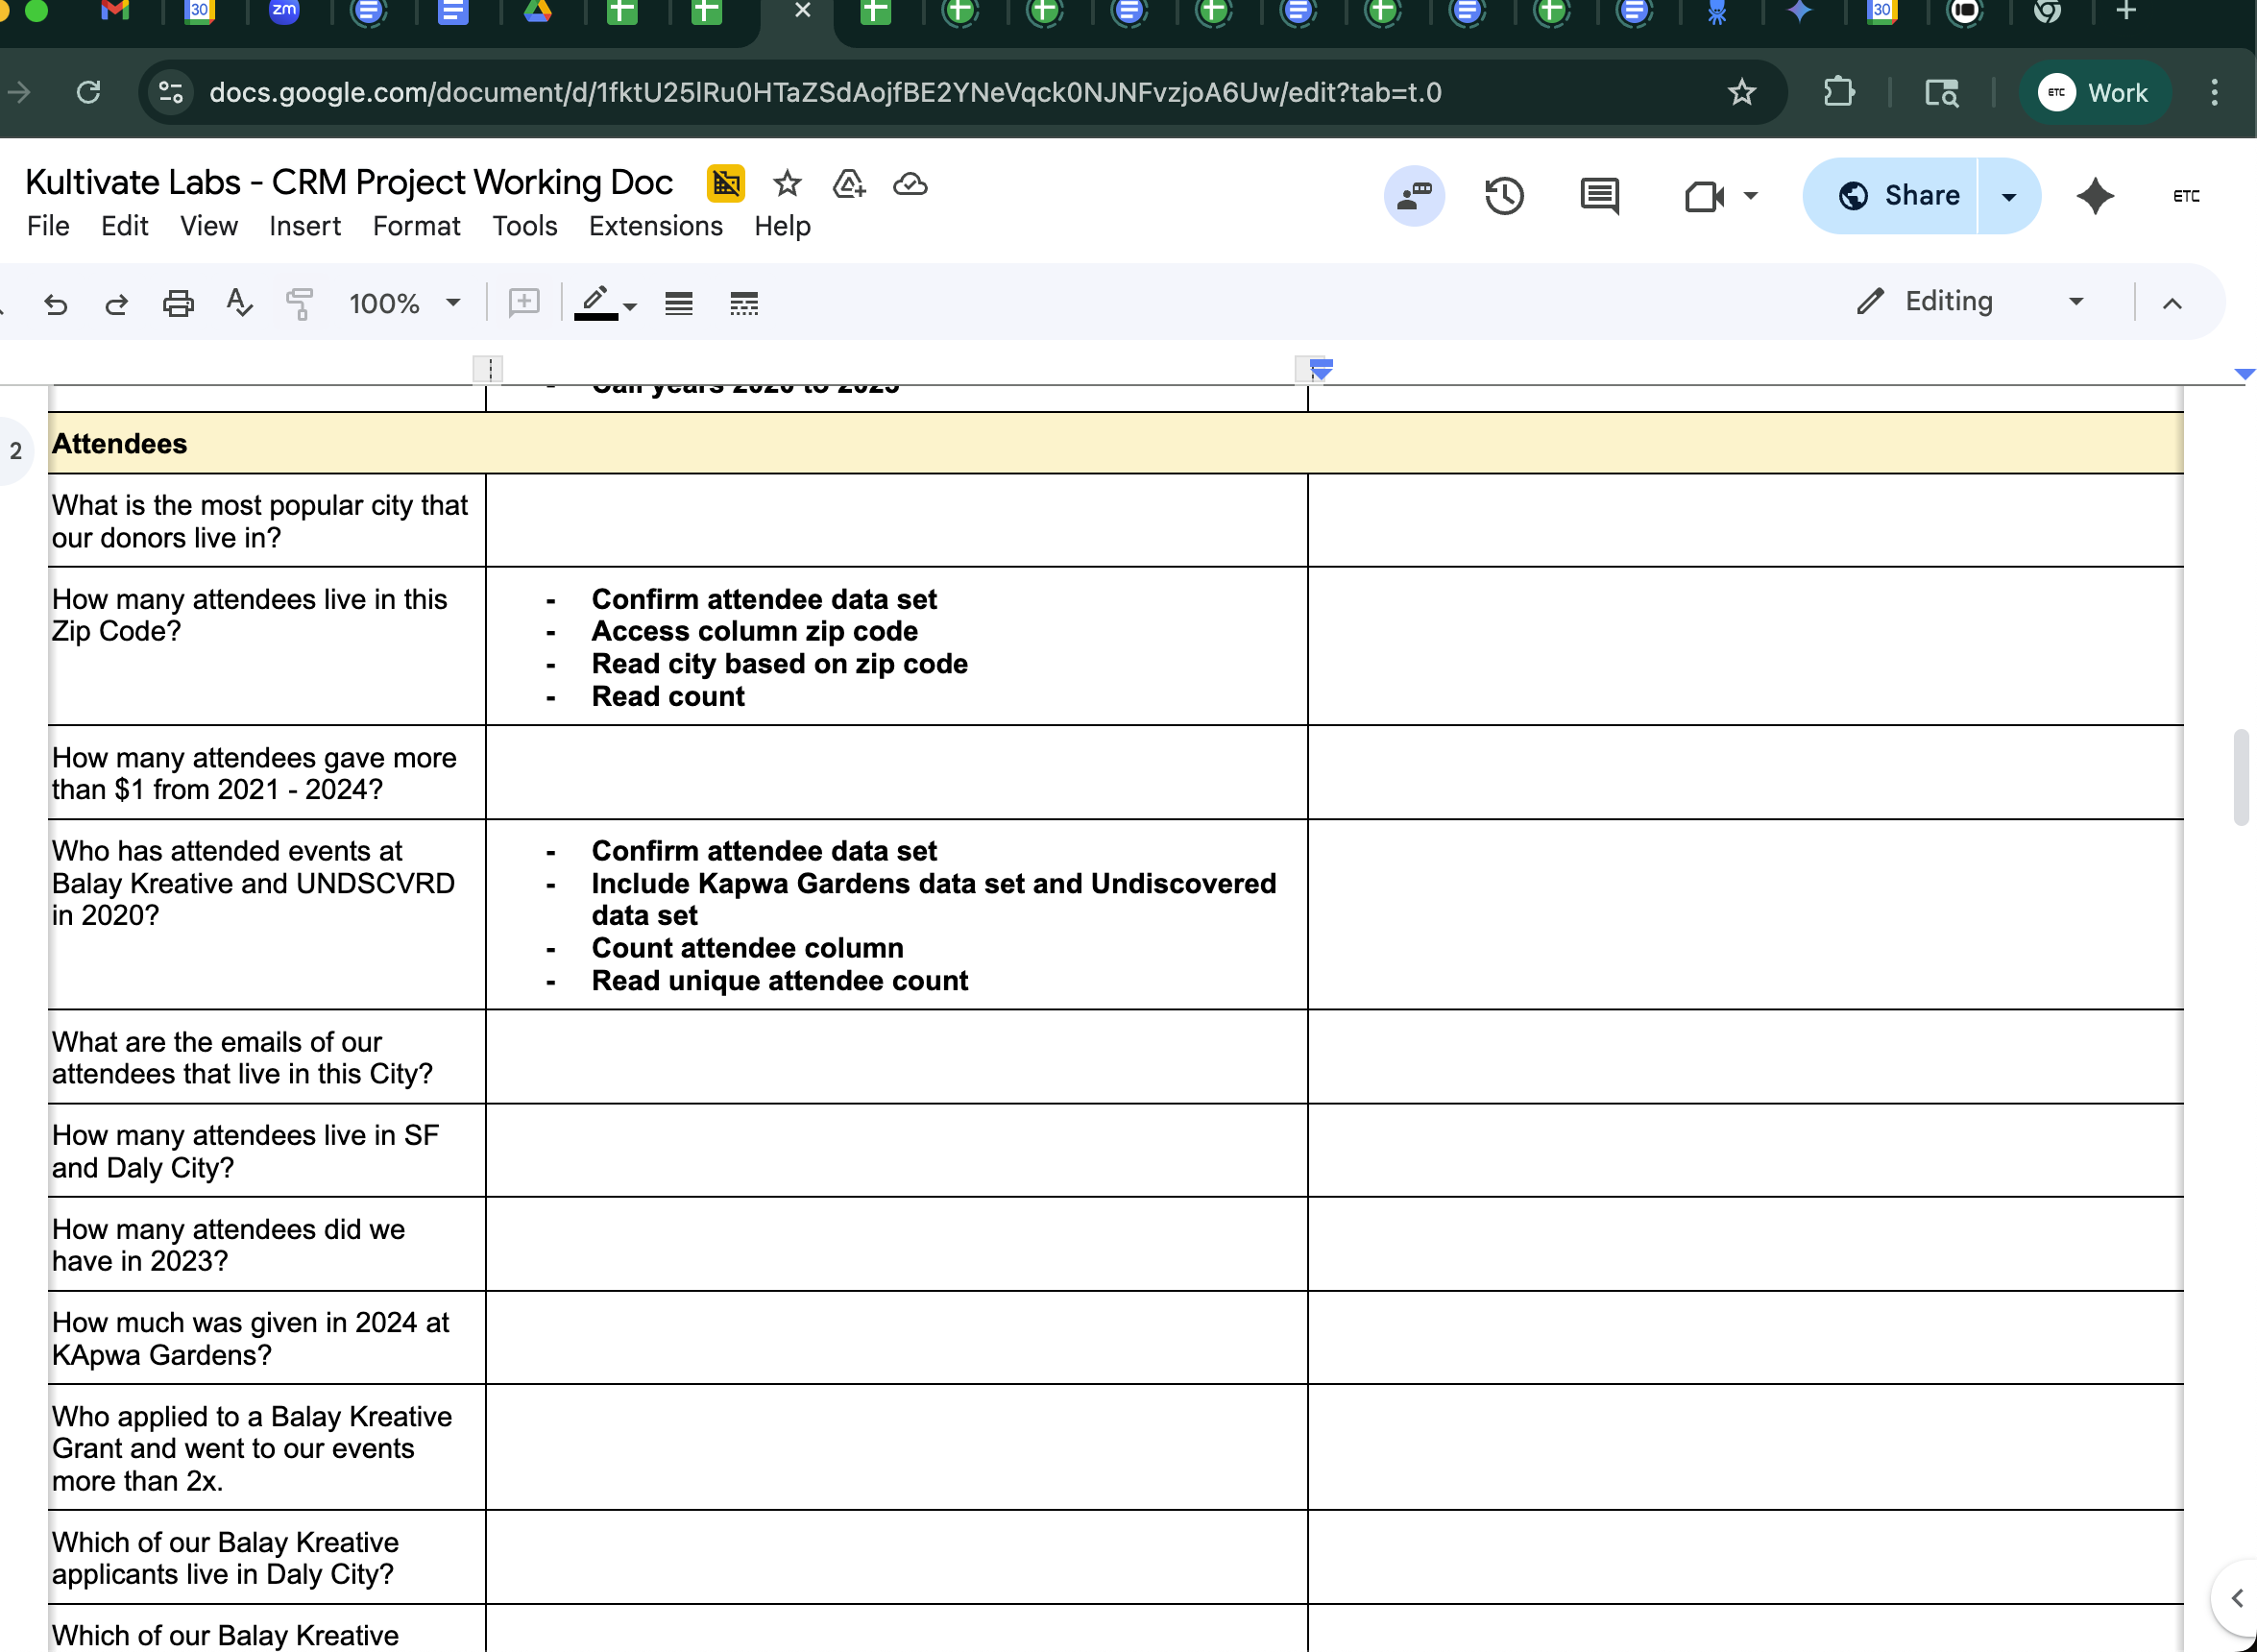 30
zm
30
docs.google.com/document/d/1fktU25lRu0HTaZSdAojfBE2YNeVqck0NJNFvzjoA6Uw/edit?tab=t.0
ETC
Work
Kultivate Labs - CRM Project Working Doc
File Edit View Insert Format Tools Extensions Help
Share
ETC
100%
Editing
- Call years 2020 to 2025
2
Attendees
What is the most popular city that
our donors live in?
How many attendees live in this
Zip Code?
- Confirm attendee data set
- Access column zip code
- Read city based on zip code
- Read count
How many attendees gave more
than $1 from 2021 - 2024?
Who has attended events at
Balay Kreative and UNDSCVRD
in 2020?
- Confirm attendee data set
- Include Kapwa Gardens data set and Undiscovered
data set
- Count attendee column
- Read unique attendee count
What are the emails of our
attendees that live in this City?
How many attendees live in SF
and Daly City?
How many attendees did we
have in 2023?
How much was given in 2024 at
KApwa Gardens?
Who applied to a Balay Kreative
Grant and went to our events
more than 2x.
Which of our Balay Kreative
applicants live in Daly City?
Which of our Balay Kreative